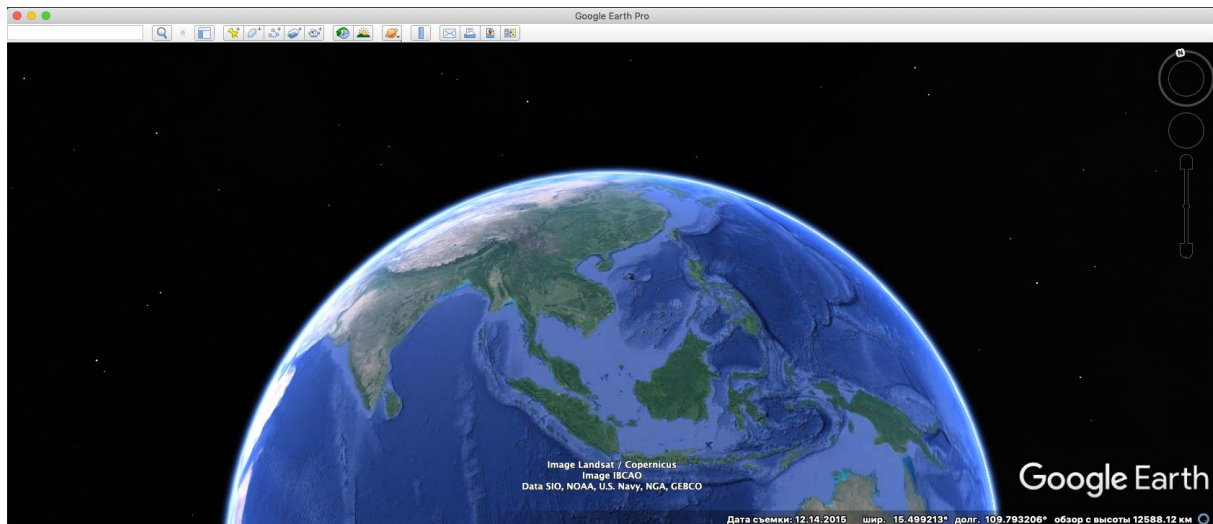 Google Earth Pro
N
Image Landsat / Copernicus
Image IBCAO
Data SIO, NOAA, U.S. Navy, NGA, GEBCO
Google Earth
Дата съемки: 12.14.2015 шир. 15.499213° долг. 109.793206° обзор с высоты 12588.12 км